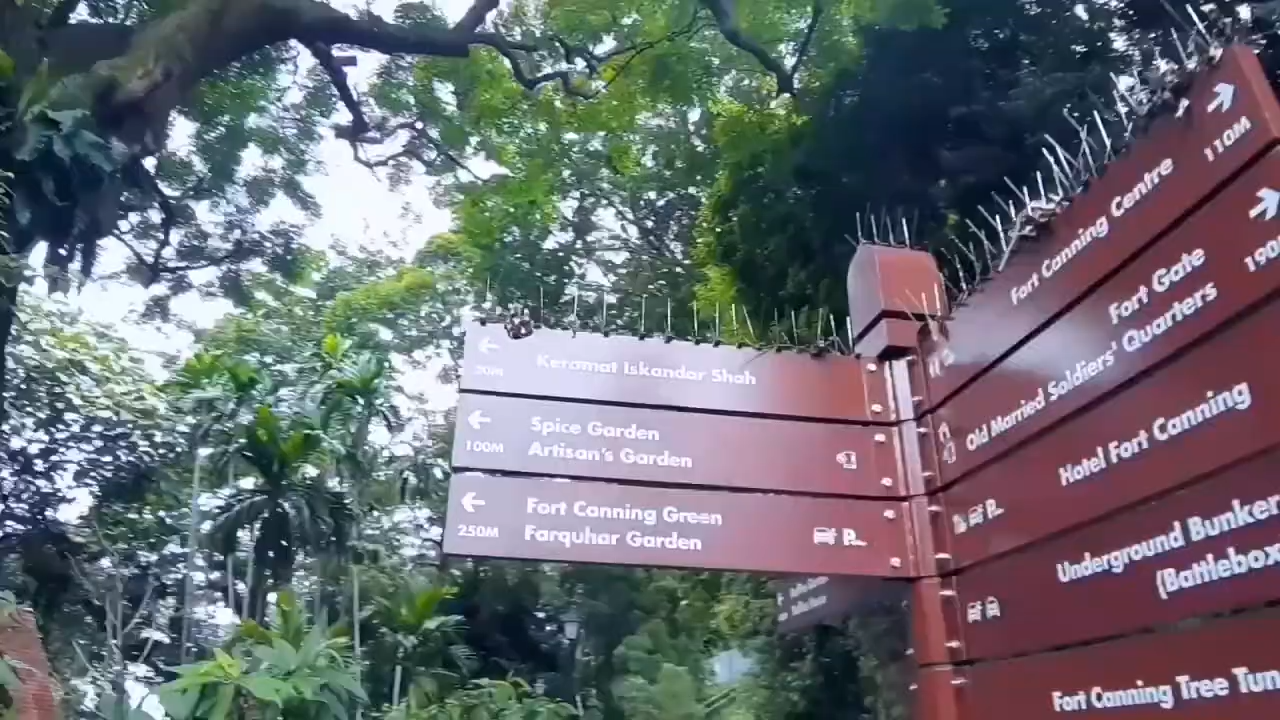 Keramat Iskandar Shah
Spice Garden
Artisan's Garden
100M
Fort Canning Green
Farquhar Garden
250M
P
Fort Canning Centre
110M
Fort Gate
Old Married Soldiers' Quarters
190
Hotel Fort Canning
P
Underground Bunker
(Battlebox
Fort Canning Tree Tun